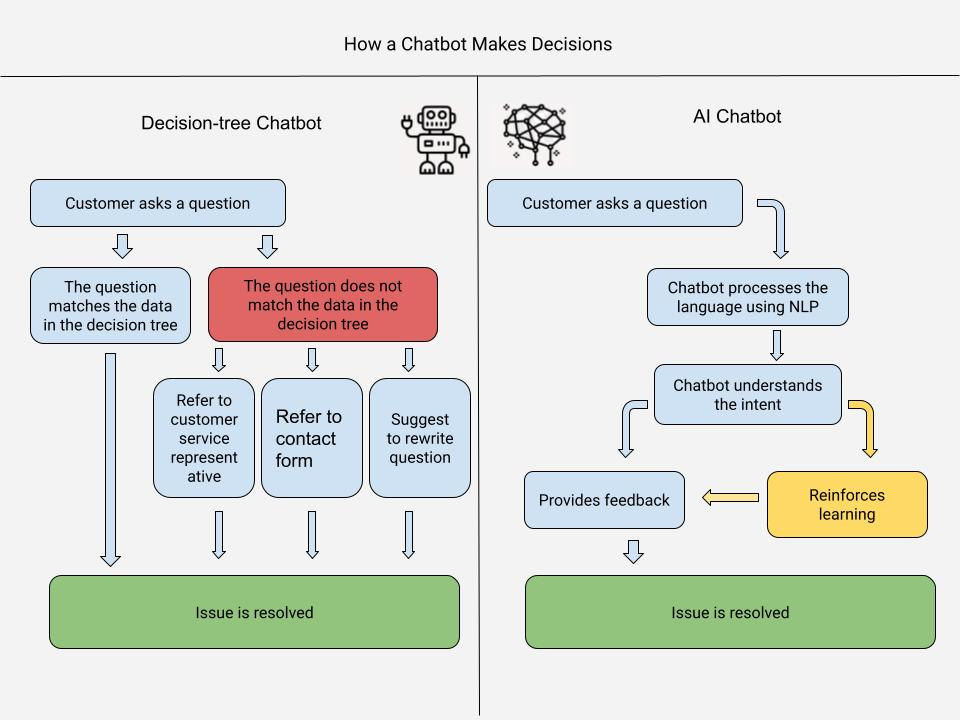 How a Chatbot Makes Decisions
Decision-tree Chatbot
Customer asks a question
The question
matches the data
in the decision tree
The question does not
match the data in the
decision tree
Refer to
customer
service
represent
ative
Refer to
contact
form
Suggest
to rewrite
question
Issue is resolved
AI Chatbot
Customer asks a question
Chatbot processes the
language using NLP
Chatbot understands
the intent
Provides feedback
Reinforces
learning
Issue is resolved